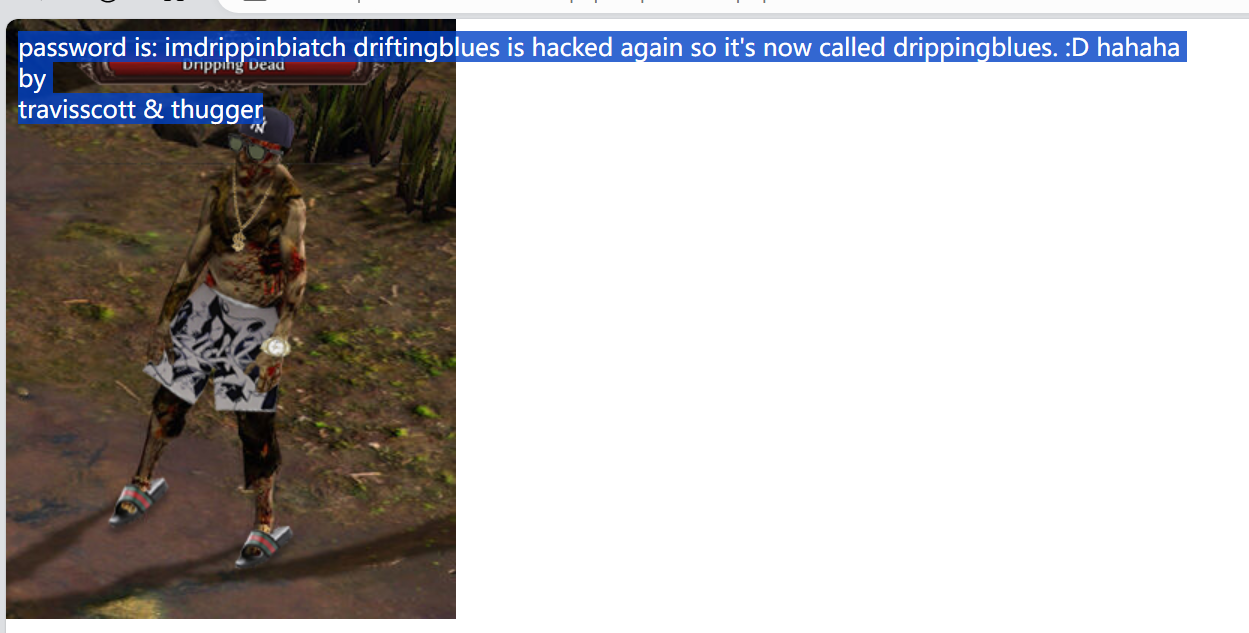 password is: imdrippinbiatch driftingblues is hacked again so it's now called drippingblues. :D hahaha
by
travisscott & thugger
Dripping Dead